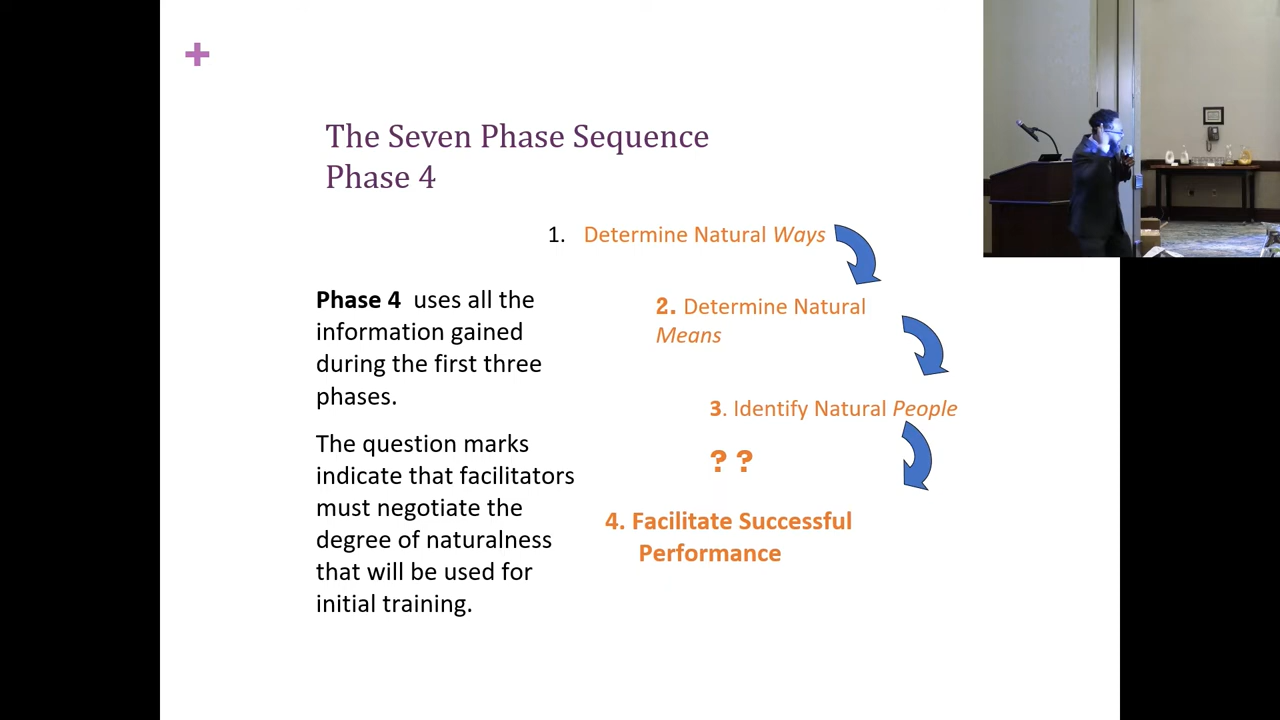 The Seven Phase Sequence
Phase 4
1. Determine Natural Ways
2. Determine Natural
Means
3. Identify Natural People
? ?
4. Facilitate Successful
Performance
Phase 4 uses all the
information gained
during the first three
phases.
The question marks
indicate that facilitators
must negotiate the
degree of naturalness
that will be used for
initial training.